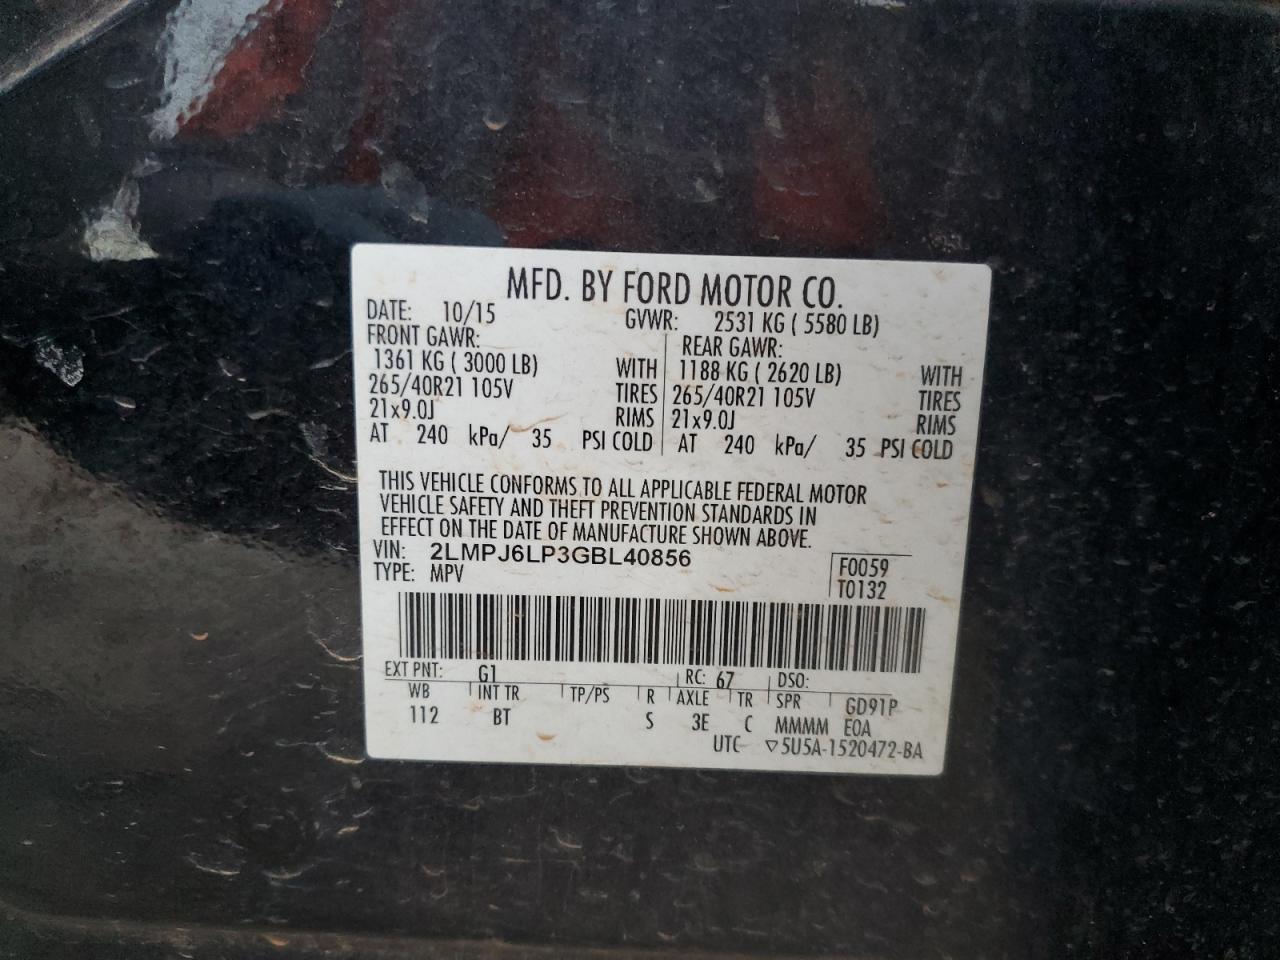 MFD. BY FORD MOTOR CO.
DATE: 10/15 GVWR: 2531 KG ( 5580 LB)
FRONT GAWR: REAR GAWR:
1361 KG ( 3000 LB) WITH 1188 KG ( 2620 LB) WITH
265/40R21 105V TIRES 265/40R21 105V TIRES
21x9.0J RIMS 21x9.0J RIMS
AT 240 kPa/ 35 PSI COLD AT 240 kPa/ 35 PSI COLD
THIS VEHICLE CONFORMS TO ALL APPLICABLE FEDERAL MOTOR
VEHICLE SAFETY AND THEFT PREVENTION STANDARDS IN
EFFECT ON THE DATE OF MANUFACTURE SHOWN ABOVE.
VIN: 2LMPJ6LP3GBL40856 F0059
TYPE: MPV T0132
EXT PNT: G1 RC: 67 DSO:
WB INT TR TP/PS R AXLE TR SPR GD91P
112 BT S 3E C MMMM EOA
UTC ▽5U5A-1520472-BA